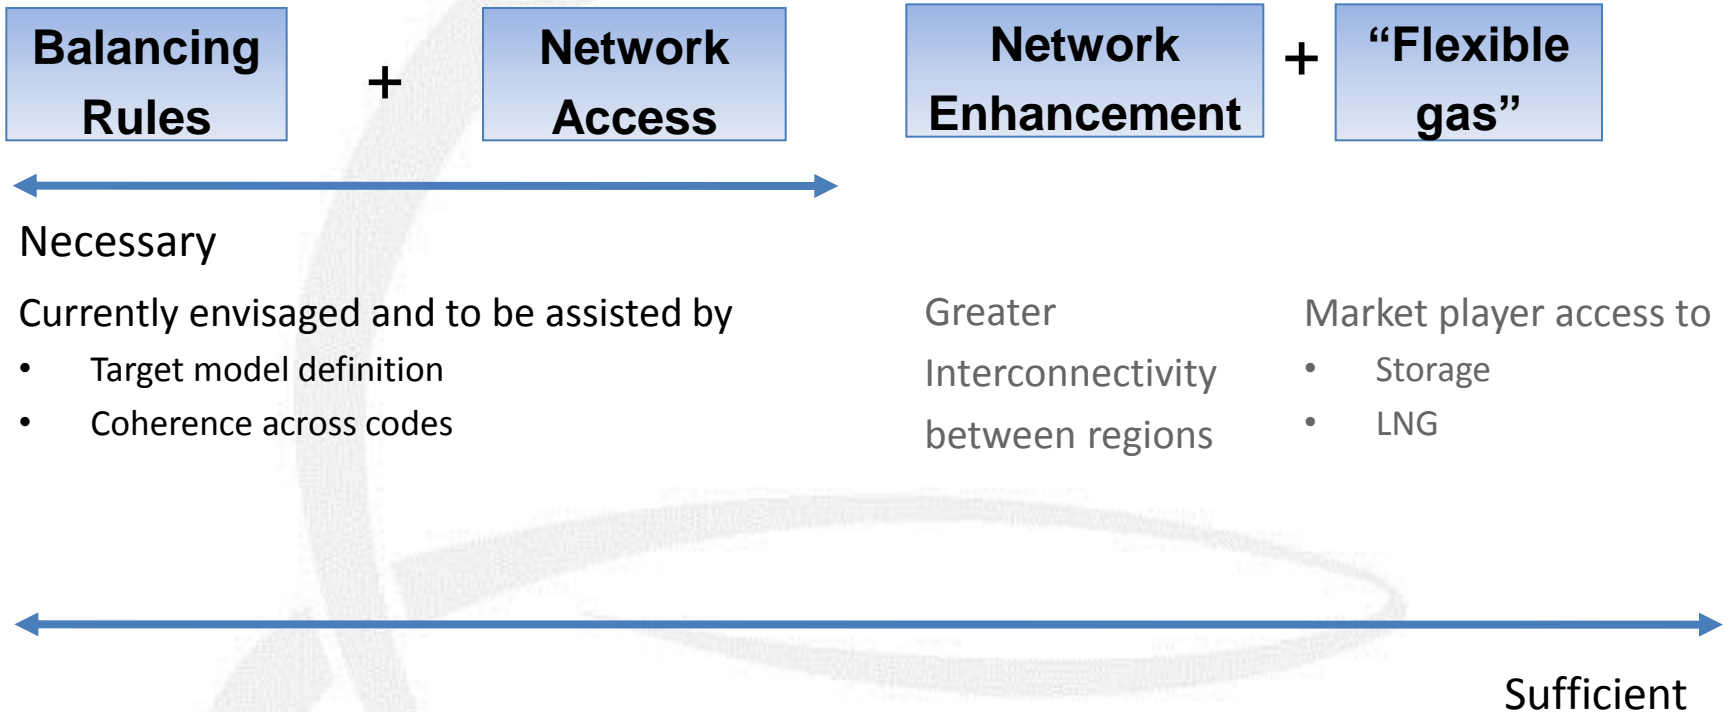 Balancing
Rules
+
Network
Access
Network
Enhancement
+
“Flexible
gas”
Necessary
Currently envisaged and to be assisted by
• Target model definition
• Coherence across codes
Greater
Interconnectivity
between regions
Market player access to
• Storage
• LNG
Sufficient